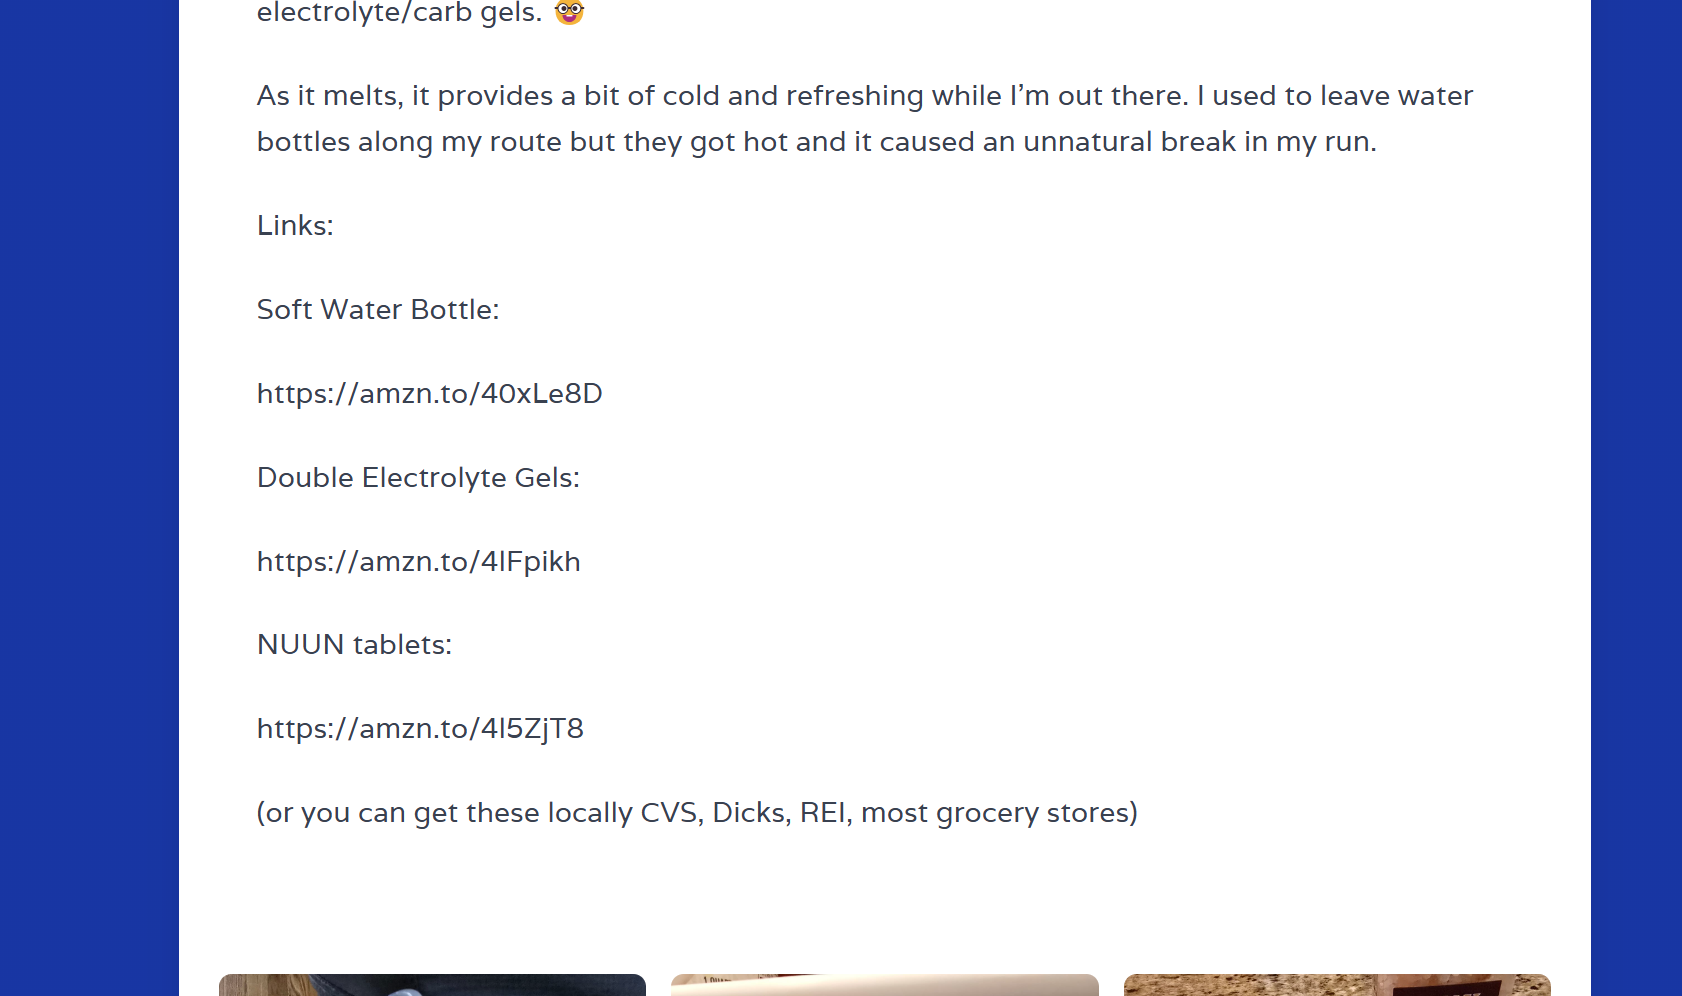 electrolyte/carb gels. 🤓
As it melts, it provides a bit of cold and refreshing while I’m out there. I used to leave water
bottles along my route but they got hot and it caused an unnatural break in my run.
Links:
Soft Water Bottle:
https://amzn.to/40xLe8D
Double Electrolyte Gels:
https://amzn.to/4lFpikh
NUUN tablets:
https://amzn.to/4l5ZjT8
(or you can get these locally CVS, Dicks, REI, most grocery stores)